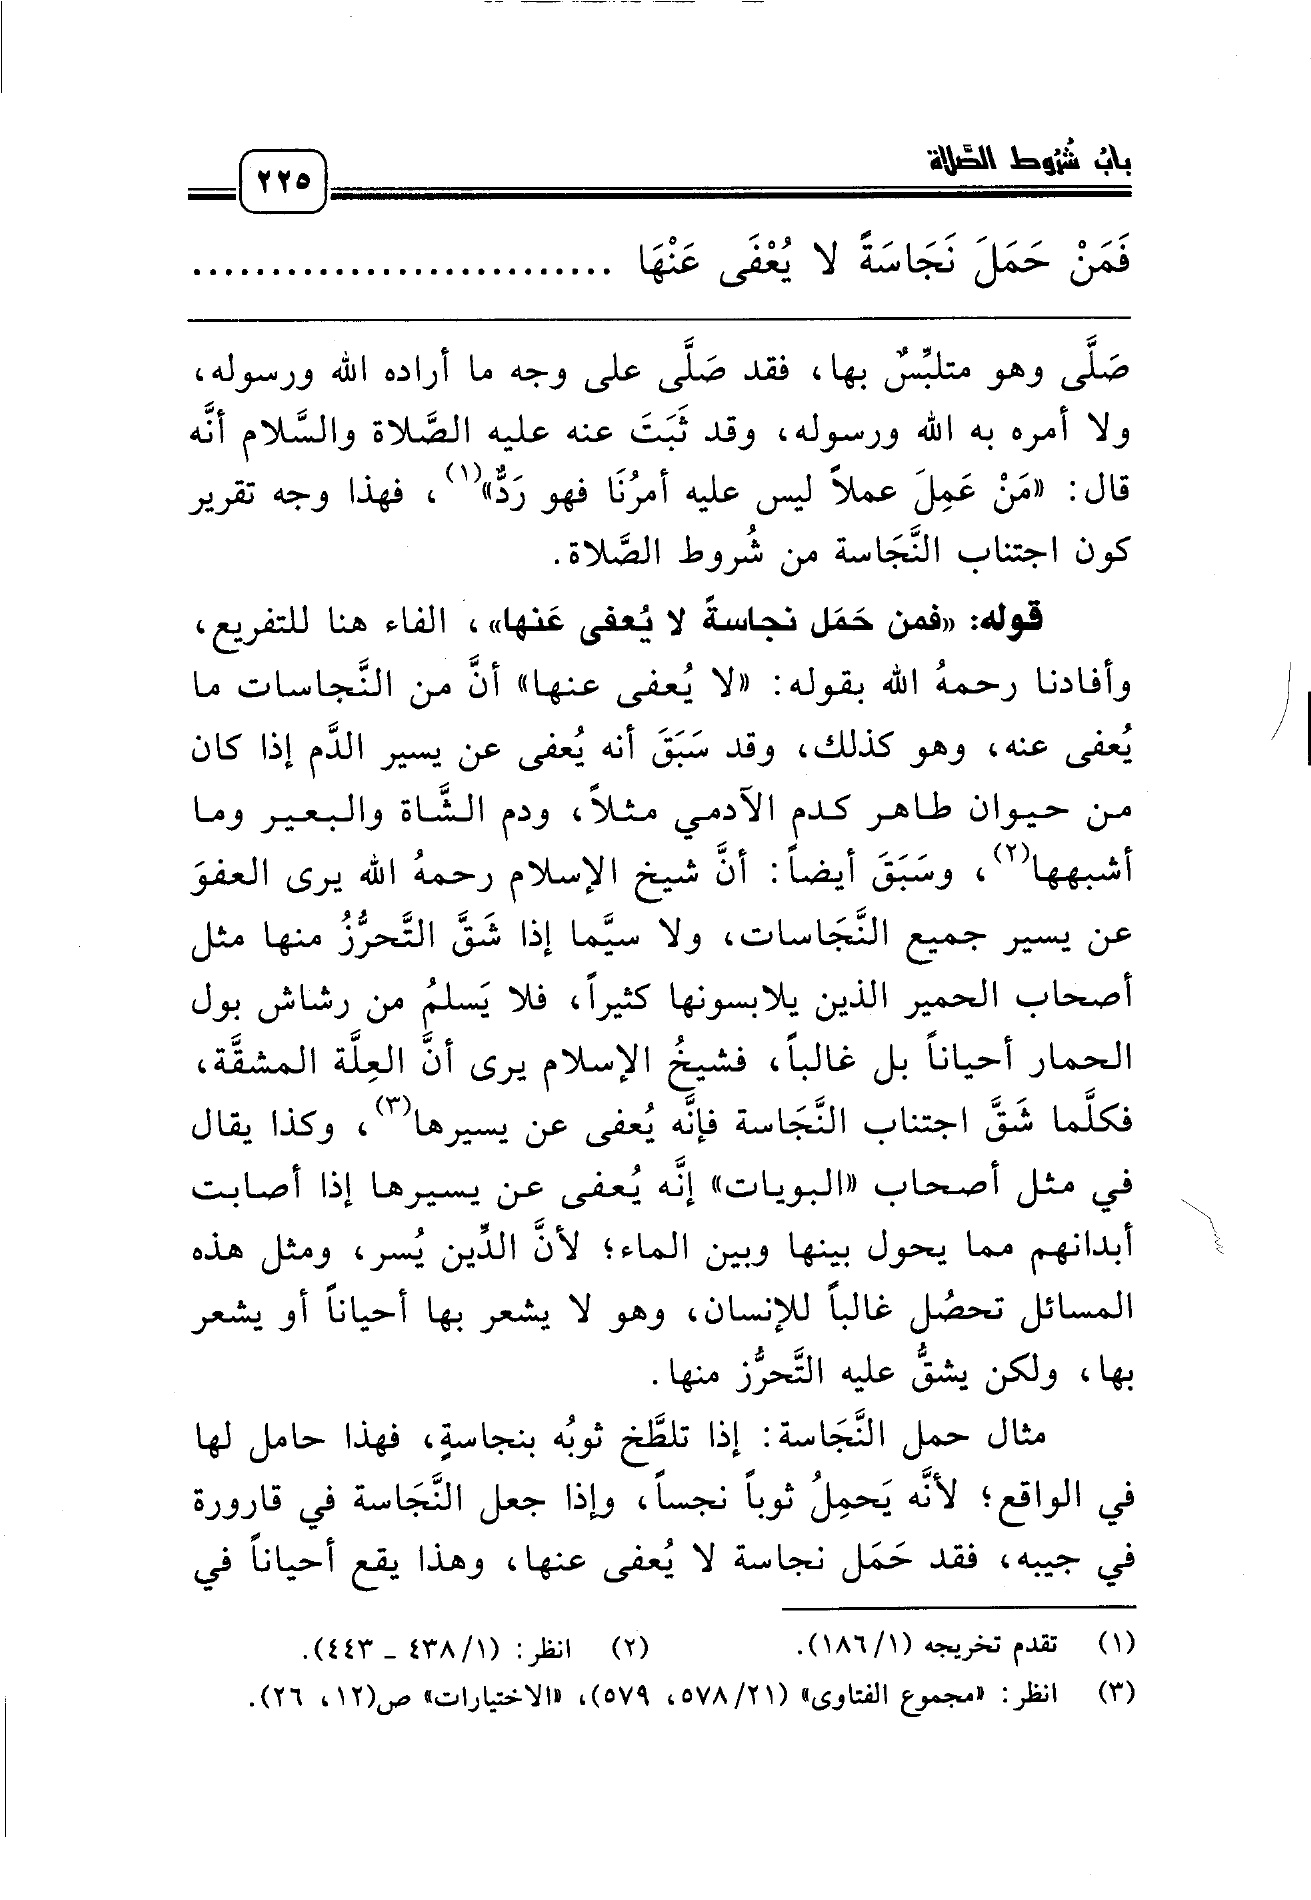 بابُ شُرُوط الصَّلاة
٢٢٥
فَمَنْ حَمَلَ نَجَاسَةً لا يُعْفَى عَنْهَا ..........................
صَلَّى وهو متلبِّسٌ بها، فقد صَلَّى على وجه ما أراده الله ورسوله،
ولا أمره به الله ورسوله، وقد ثَبَتَ عنه عليه الصَّلاة والسَّلام أنَّه
قال: «مَنْ عَمِلَ عملاً ليس عليه أمرُنَا فهو رَدٌّ»(١)، فهذا وجه تقرير
كون اجتناب النَّجَاسة من شُروط الصَّلاة.
قوله: «فمن حَمَل نجاسةً لا يُعفى عَنها»، الفاء هنا للتفريع،
وأفادنا رحمهُ الله بقوله: «لا يُعفى عنها» أنَّ من النَّجاسات ما
يُعفى عنه، وهو كذلك، وقد سَبَقَ أنه يُعفى عن يسير الدَّم إذا كان
من حيوان طاهر كدم الآدمي مثلاً، ودم الشَّاة والبعير وما
أشبهها(٢)، وسَبَقَ أيضاً: أنَّ شيخ الإسلام رحمهُ الله يرى العفوَ
عن يسير جميع النَّجَاسات، ولا سيَّما إذا شَقَّ التَّحرُّزُ منها مثل
أصحاب الحمير الذين يلابسونها كثيراً، فلا يَسلمُ من رشاش بول
الحمار أحياناً بل غالباً، فشيخُ الإسلام يرى أنَّ العِلَّة المشقَّة،
فكلَّما شَقَّ اجتناب النَّجَاسة فإنَّه يُعفى عن يسيرها(٣)، وكذا يقال
في مثل أصحاب «البويات» إنَّه يُعفى عن يسيرها إذا أصابت
أبدانهم مما يحول بينها وبين الماء؛ لأنَّ الدِّين يُسر، ومثل هذه
المسائل تحصُل غالباً للإنسان، وهو لا يشعر بها أحياناً أو يشعر
بها، ولكن يشقُّ عليه التَّحرُّز منها.
مثال حمل النَّجَاسة: إذا تلطَّخ ثوبُه بنجاسةٍ، فهذا حامل لها
في الواقع؛ لأنَّه يَحمِلُ ثوباً نجساً، وإذا جعل النَّجَاسة في قارورة
في جيبه، فقد حَمَل نجاسة لا يُعفى عنها، وهذا يقع أحياناً في
(١) تقدم تخريجه (١/ ١٨٦). (٢) انظر: (١/ ٤٣٨ ـ ٤٤٣).
(٣) انظر: «مجموع الفتاوى» (٢١/ ٥٧٨، ٥٧٩)، «الاختيارات» ص(١٢، ٢٦).